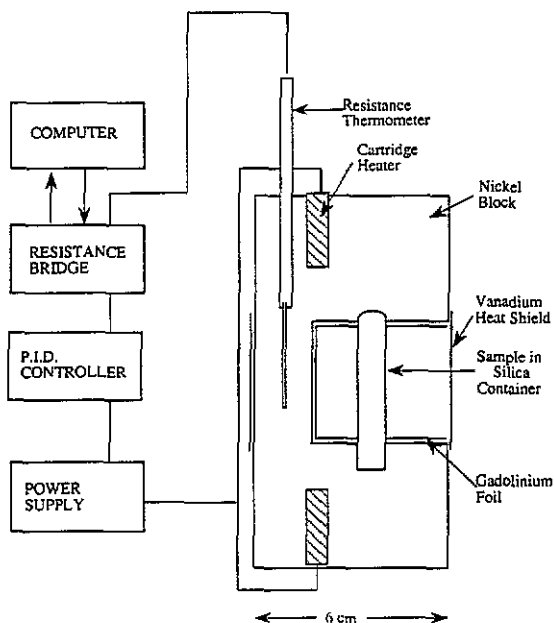 COMPUTER
RESISTANCE
BRIDGE
P.I.D.
CONTROLLER
POWER
SUPPLY
Resistance
Thermometer
Cartridge
Heater
Nickel
Block
Vanadium
Heat Shield
Sample in
Silica
Container
Gadolinium
Foil
6 cm